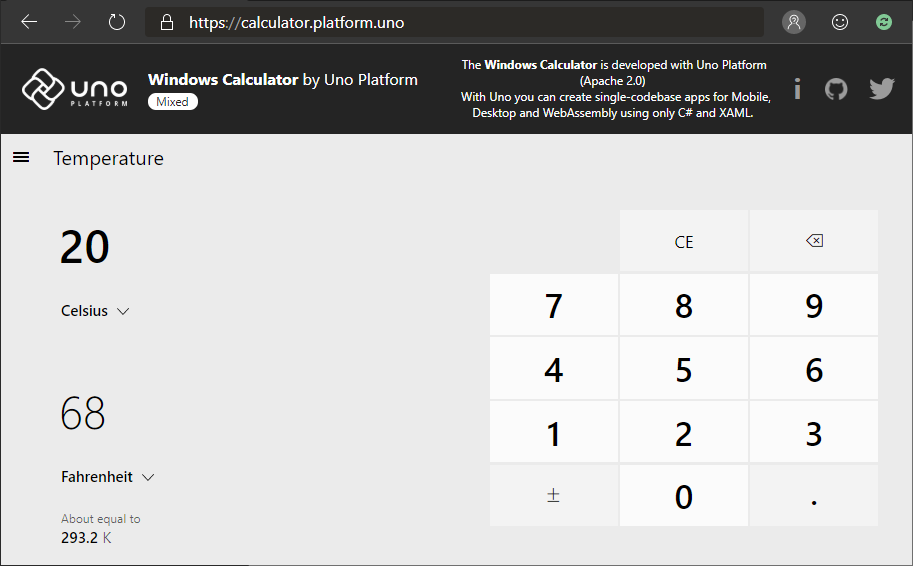 https://calculator.platform.uno
UNO
PLATFORM
Windows Calculator by Uno Platform
Mixed
The Windows Calculator is developed with Uno Platform
(Apache 2.0)
With Uno you can create single-codebase apps for Mobile,
Desktop and WebAssembly using only C# and XAML.
i
Temperature
20
Celsius
68
Fahrenheit
About equal to
293.2 K
CE
7 8 9
4 5 6
1 2 3
± 0 .